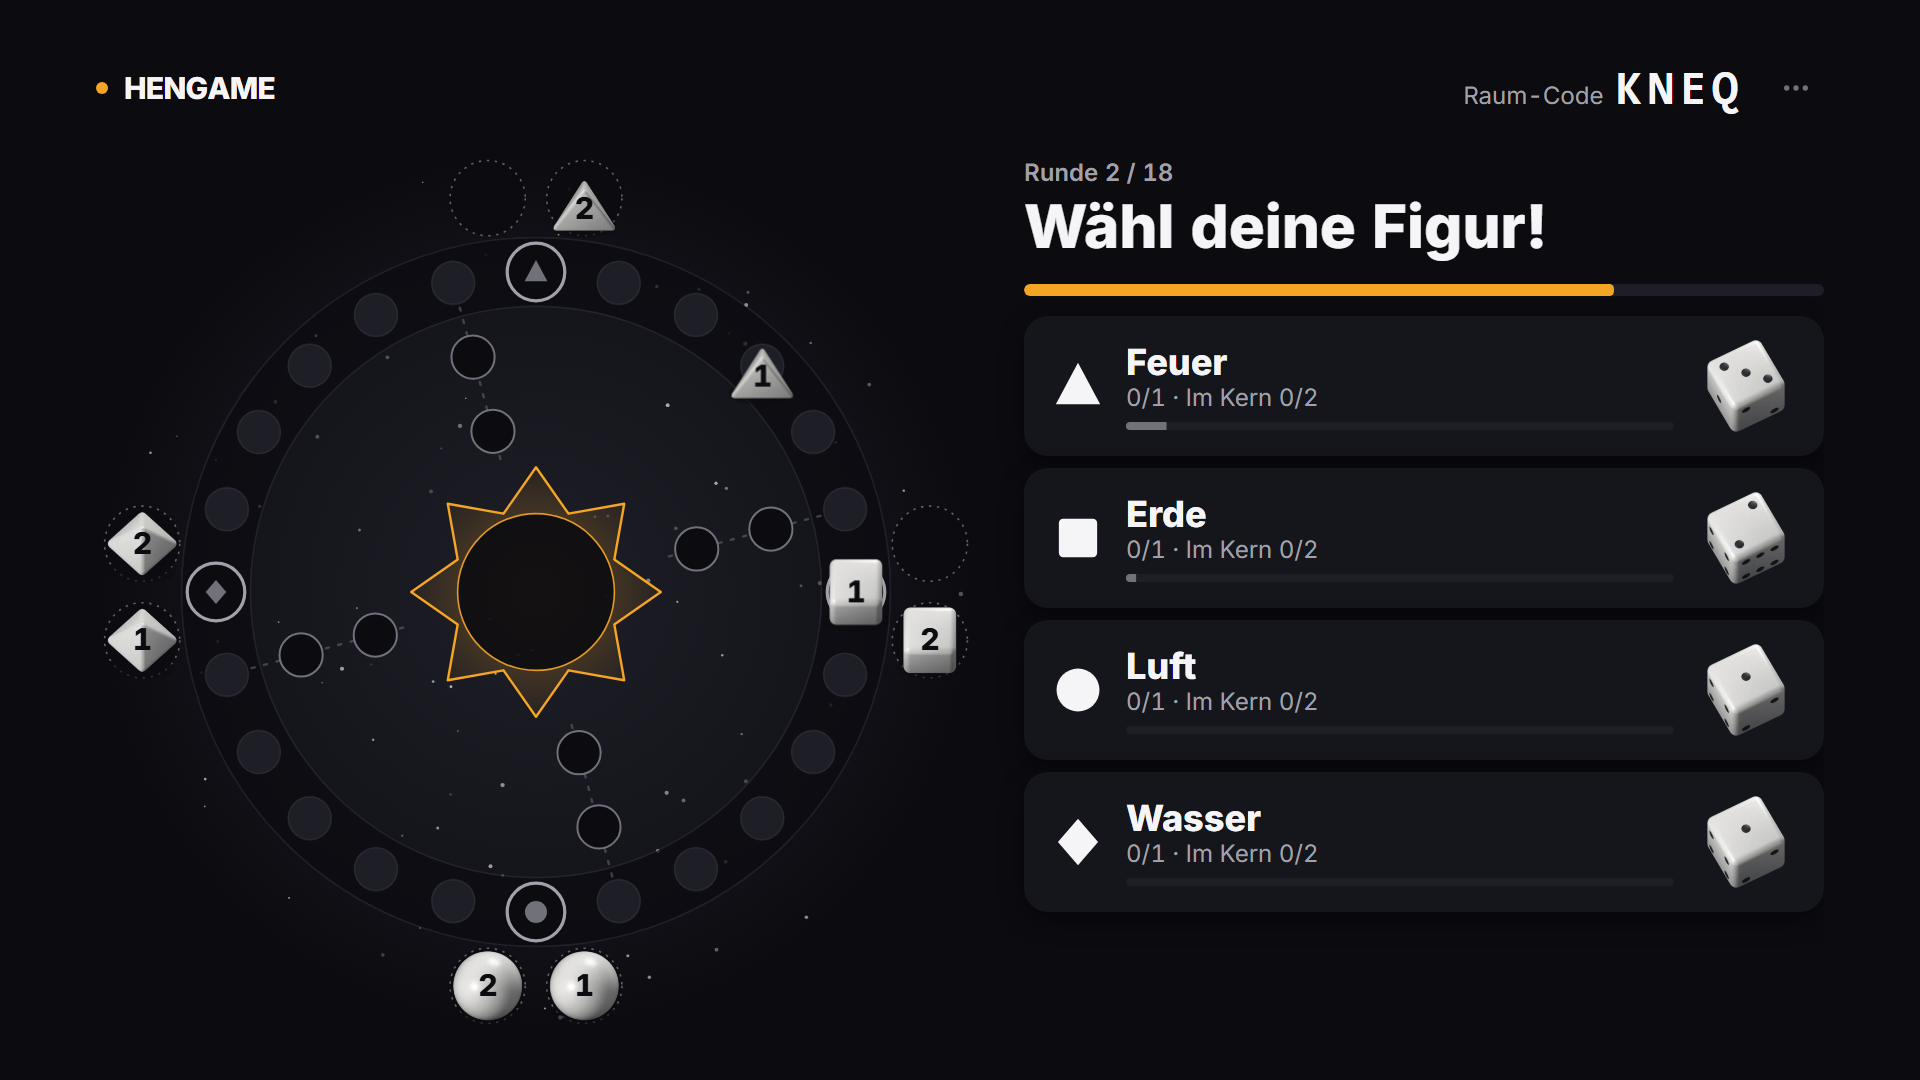 HENGAME
Raum-Code KNEQ
Runde 2 / 18
Wähl deine Figur!
Feuer
0/1 · Im Kern 0/2
Erde
0/1 · Im Kern 0/2
Luft
0/1 · Im Kern 0/2
Wasser
0/1 · Im Kern 0/2
2
1
2
1
1
2
2 1